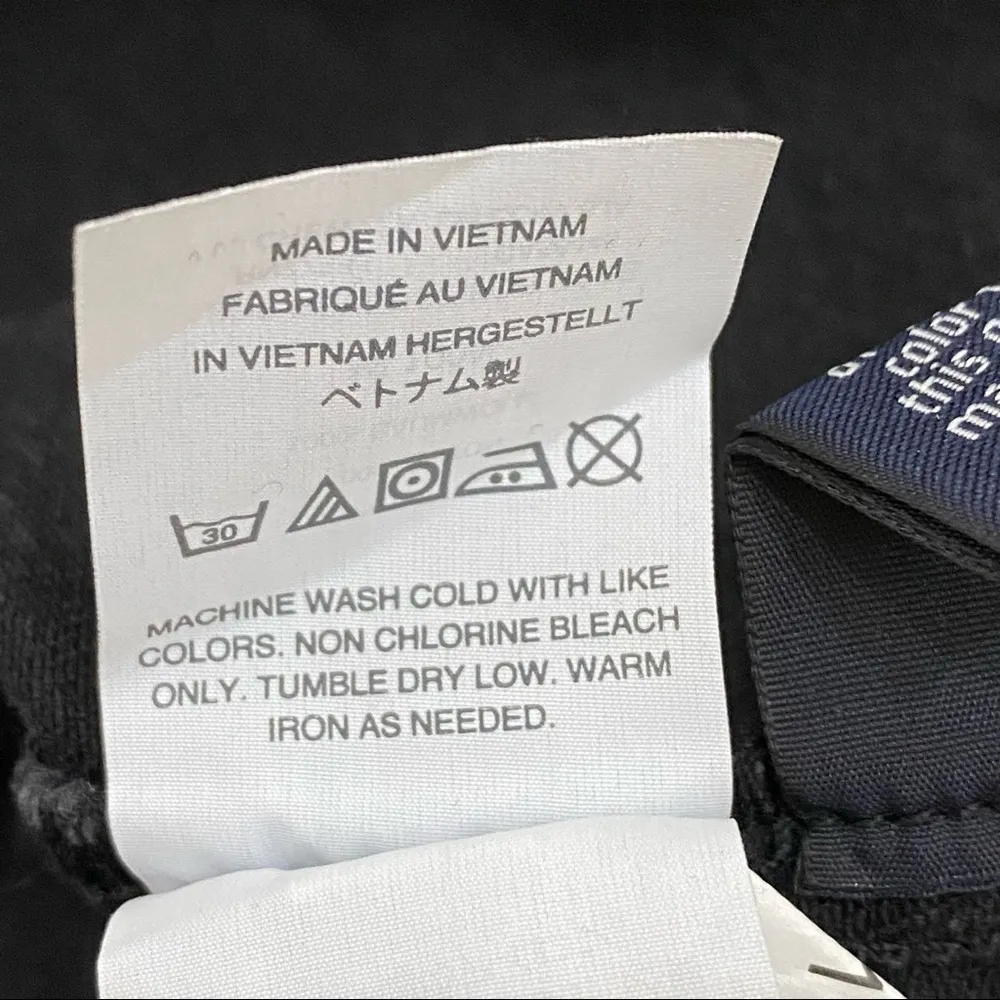 MADE IN VIETNAM
FABRIQUÉ AU VIETNAM
IN VIETNAM HERGESTELLT
ベトナム製
30
MACHINE WASH COLD WITH LIKE
COLORS. NON CHLORINE BLEACH
ONLY. TUMBLE DRY LOW. WARM
IRON AS NEEDED.
color
this